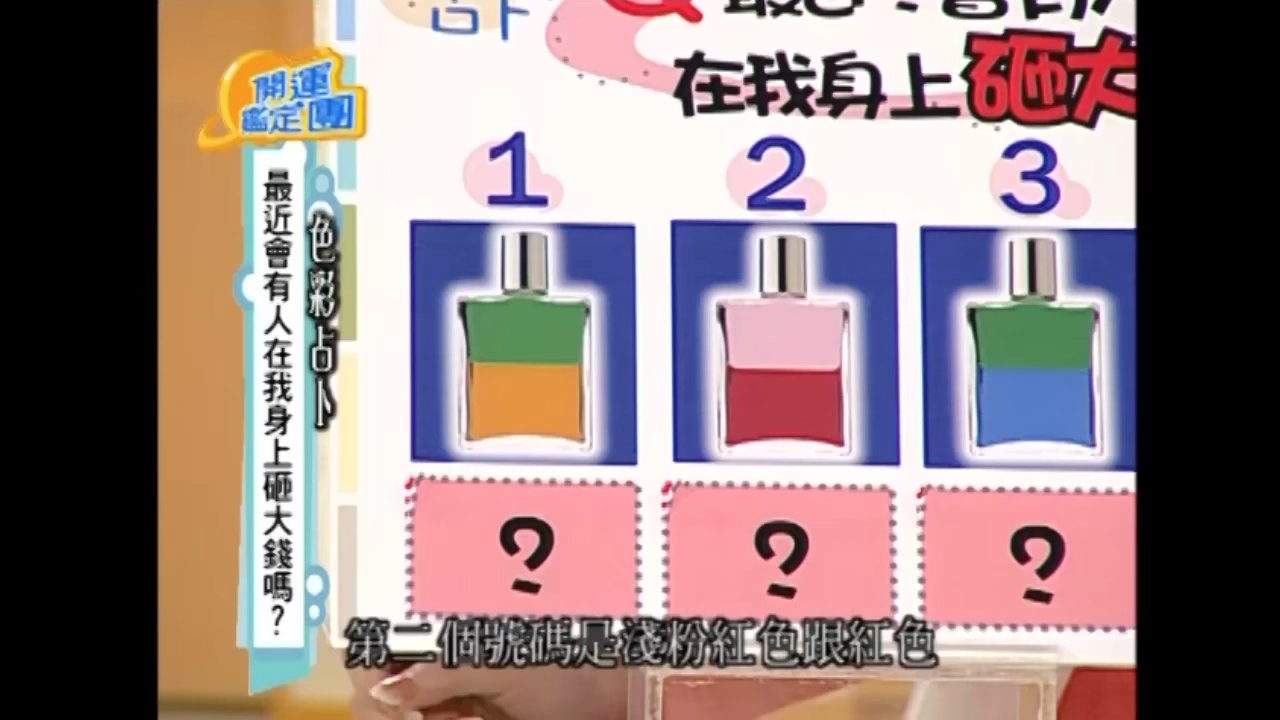 占卜
在我身上砸大
開運
鑑定團
色彩占卜
最近會有人在我身上砸大錢嗎？
1
2
3
?
?
?
第二個號碼是淺粉紅色跟紅色